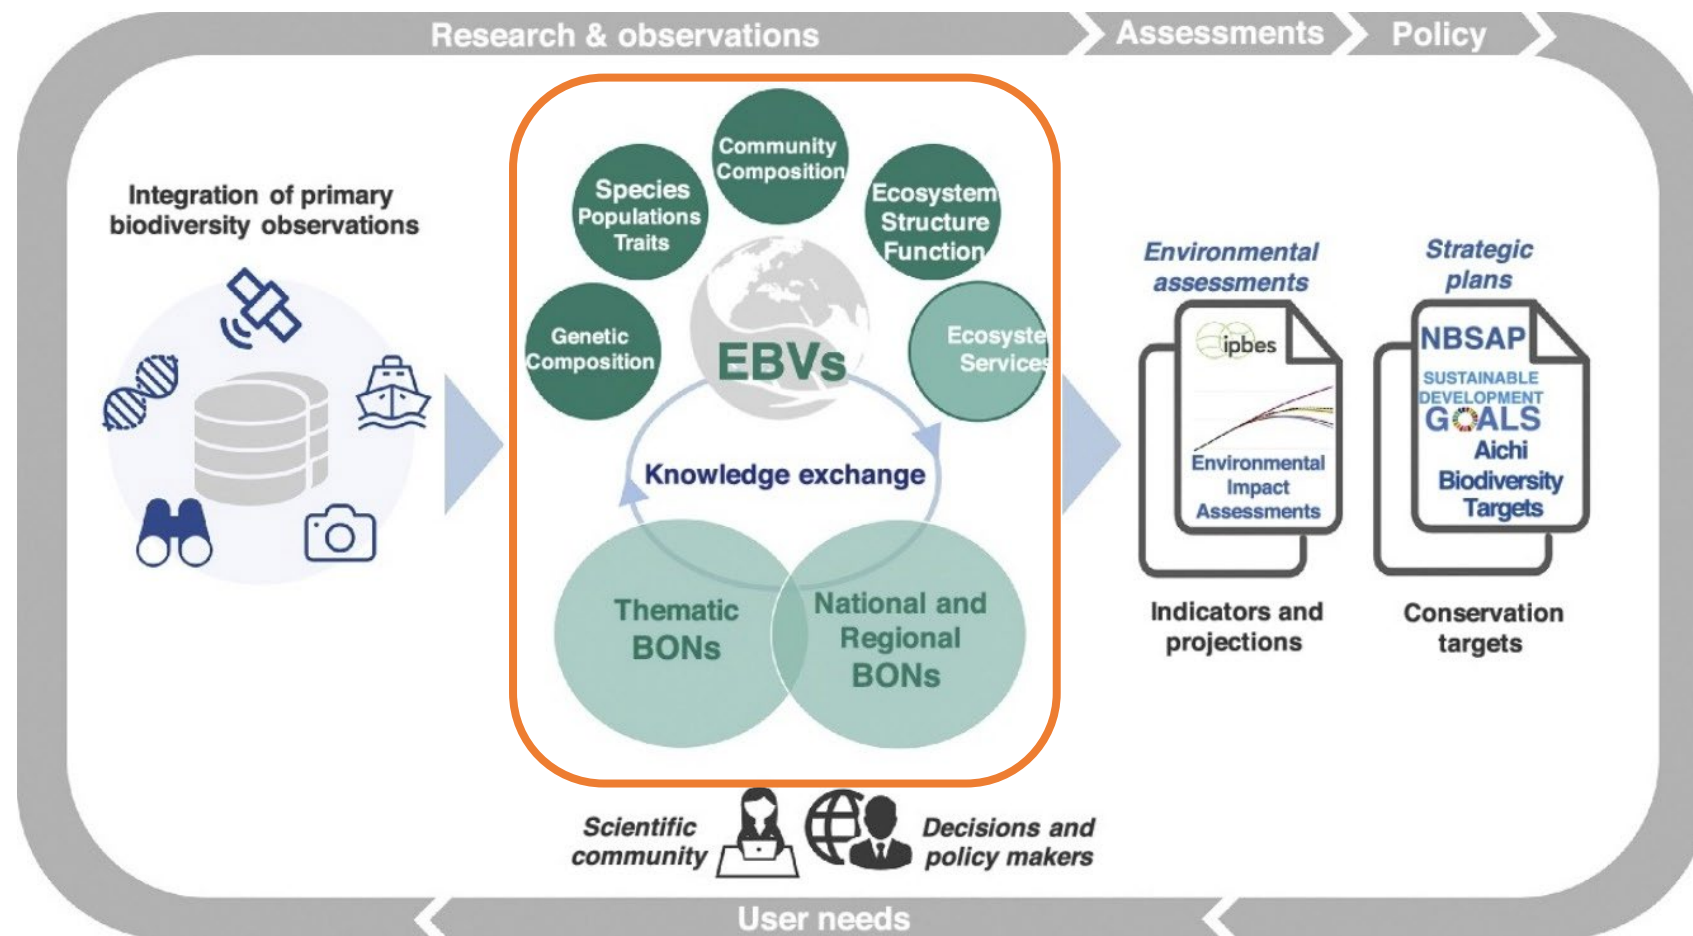 Research & observations
Assessments
Policy
Integration of primary
biodiversity observations
Community
Composition
Species
Populations
Traits
Ecosystem
Structure
Function
Genetic
Composition
EBVs
Ecosyste
Services
Knowledge exchange
Thematic
BONs
National and
Regional
BONs
Environmental
assessments
ipbes
Environmental
Impact
Assessments
Indicators and
projections
Strategic
plans
NBSAP
SUSTAINABLE
DEVELOPMENT
GOALS
Aichi
Biodiversity
Targets
Conservation
targets
Scientific
community
Decisions and
policy makers
User needs